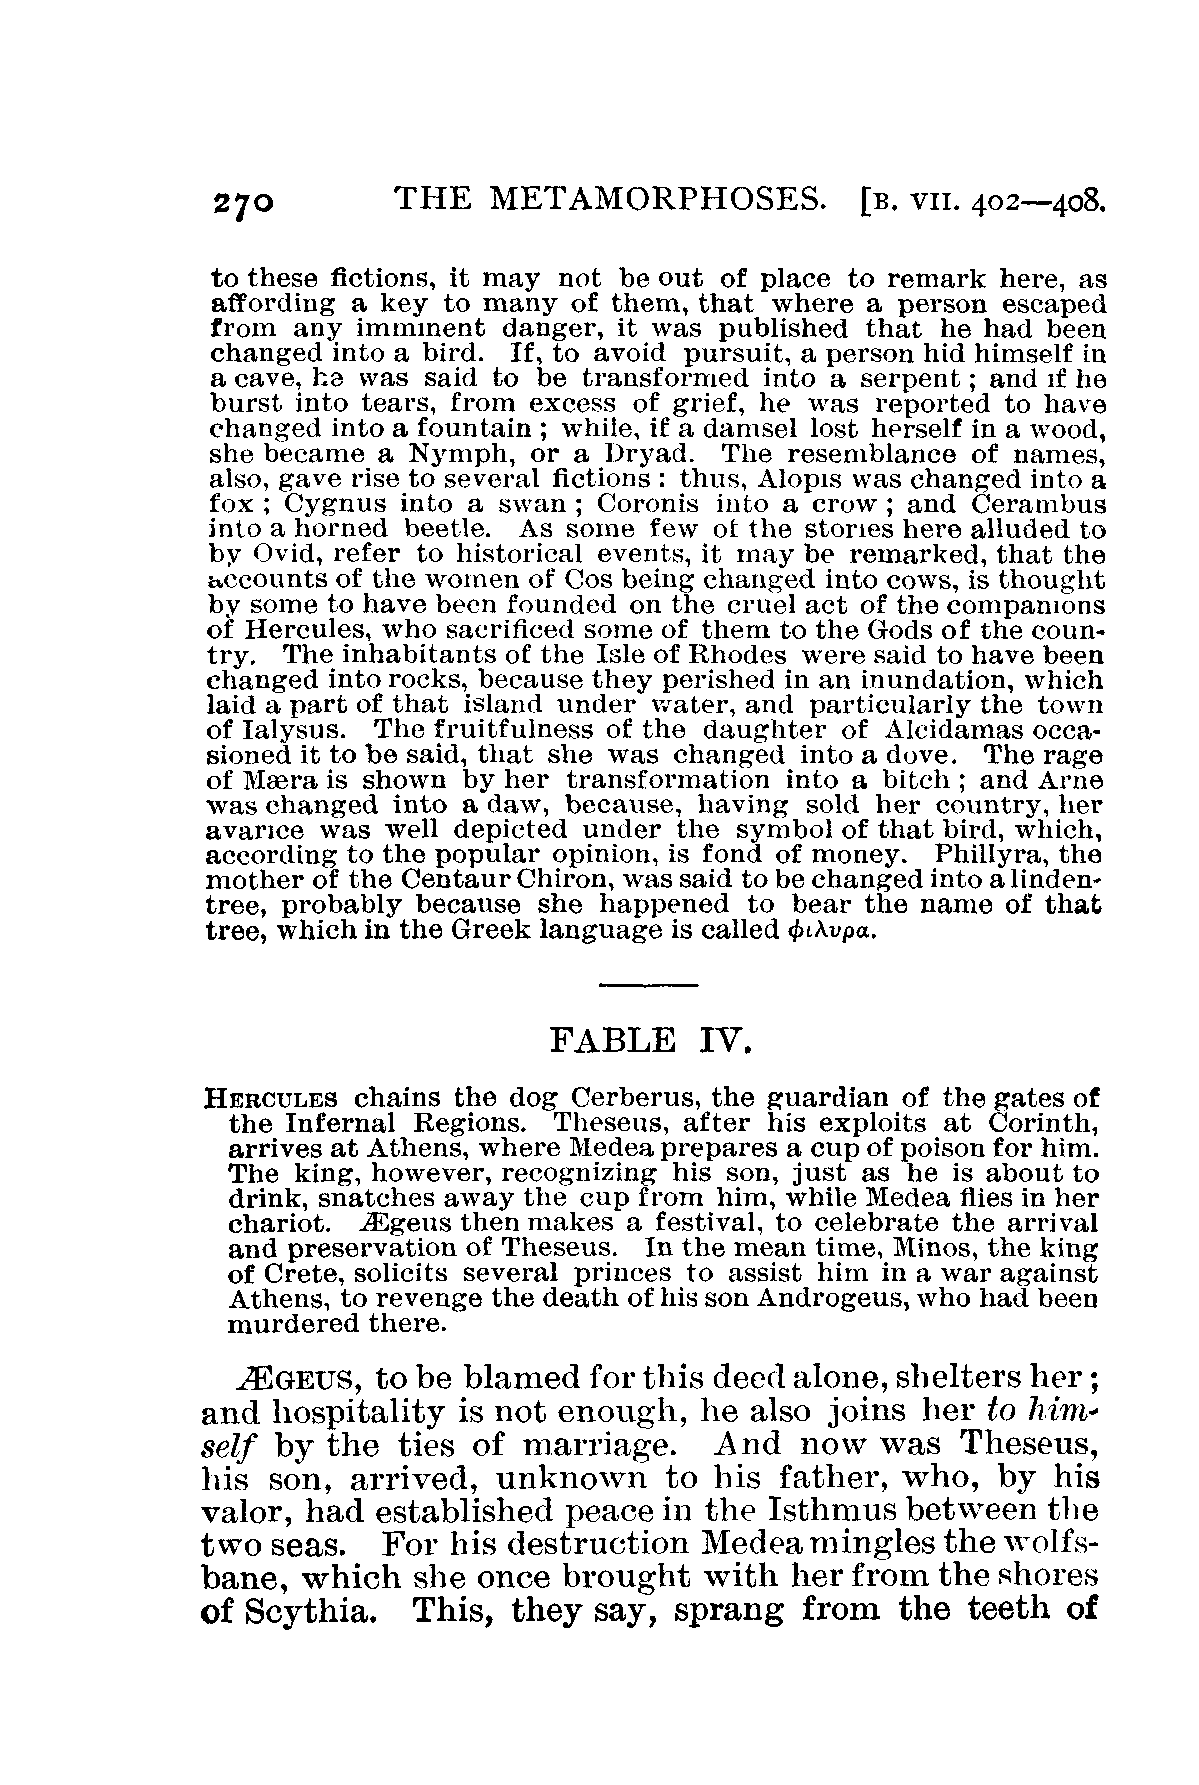 270 THE METAMORPHOSES. [B. VII. 402—408.
to these fictions, it may not be out of place to remark here, as
affording a key to many of them, that where a person escaped
from any imminent danger, it was published that he had been
changed into a bird. If, to avoid pursuit, a person hid himself in
a cave, he was said to be transformed into a serpent ; and if he
burst into tears, from excess of grief, he was reported to have
changed into a fountain ; while, if a damsel lost herself in a wood,
she became a Nymph, or a Dryad. The resemblance of names,
also, gave rise to several fictions : thus, Alopis was changed into a
fox ; Cygnus into a swan ; Coronis into a crow ; and Cerambus
into a horned beetle. As some few of the stories here alluded to
by Ovid, refer to historical events, it may be remarked, that the
accounts of the women of Cos being changed into cows, is thought
by some to have been founded on the cruel act of the companions
of Hercules, who sacrificed some of them to the Gods of the coun-
try. The inhabitants of the Isle of Rhodes were said to have been
changed into rocks, because they perished in an inundation, which
laid a part of that island under water, and particularly the town
of Ialysus. The fruitfulness of the daughter of Alcidamas occa-
sioned it to be said, that she was changed into a dove. The rage
of Mæra is shown by her transformation into a bitch ; and Arne
was changed into a daw, because, having sold her country, her
avarice was well depicted under the symbol of that bird, which,
according to the popular opinion, is fond of money. Phillyra, the
mother of the Centaur Chiron, was said to be changed into a linden-
tree, probably because she happened to bear the name of that
tree, which in the Greek language is called φιλυρα.
FABLE IV.
HERCULES chains the dog Cerberus, the guardian of the gates of
the Infernal Regions. Theseus, after his exploits at Corinth,
arrives at Athens, where Medea prepares a cup of poison for him.
The king, however, recognizing his son, just as he is about to
drink, snatches away the cup from him, while Medea flies in her
chariot. Ægeus then makes a festival, to celebrate the arrival
and preservation of Theseus. In the mean time, Minos, the king
of Crete, solicits several princes to assist him in a war against
Athens, to revenge the death of his son Androgeus, who had been
murdered there.
ÆGEUS, to be blamed for this deed alone, shelters her ;
and hospitality is not enough, he also joins her to him-
self by the ties of marriage. And now was Theseus,
his son, arrived, unknown to his father, who, by his
valor, had established peace in the Isthmus between the
two seas. For his destruction Medea mingles the wolfs-
bane, which she once brought with her from the shores
of Scythia. This, they say, sprang from the teeth of